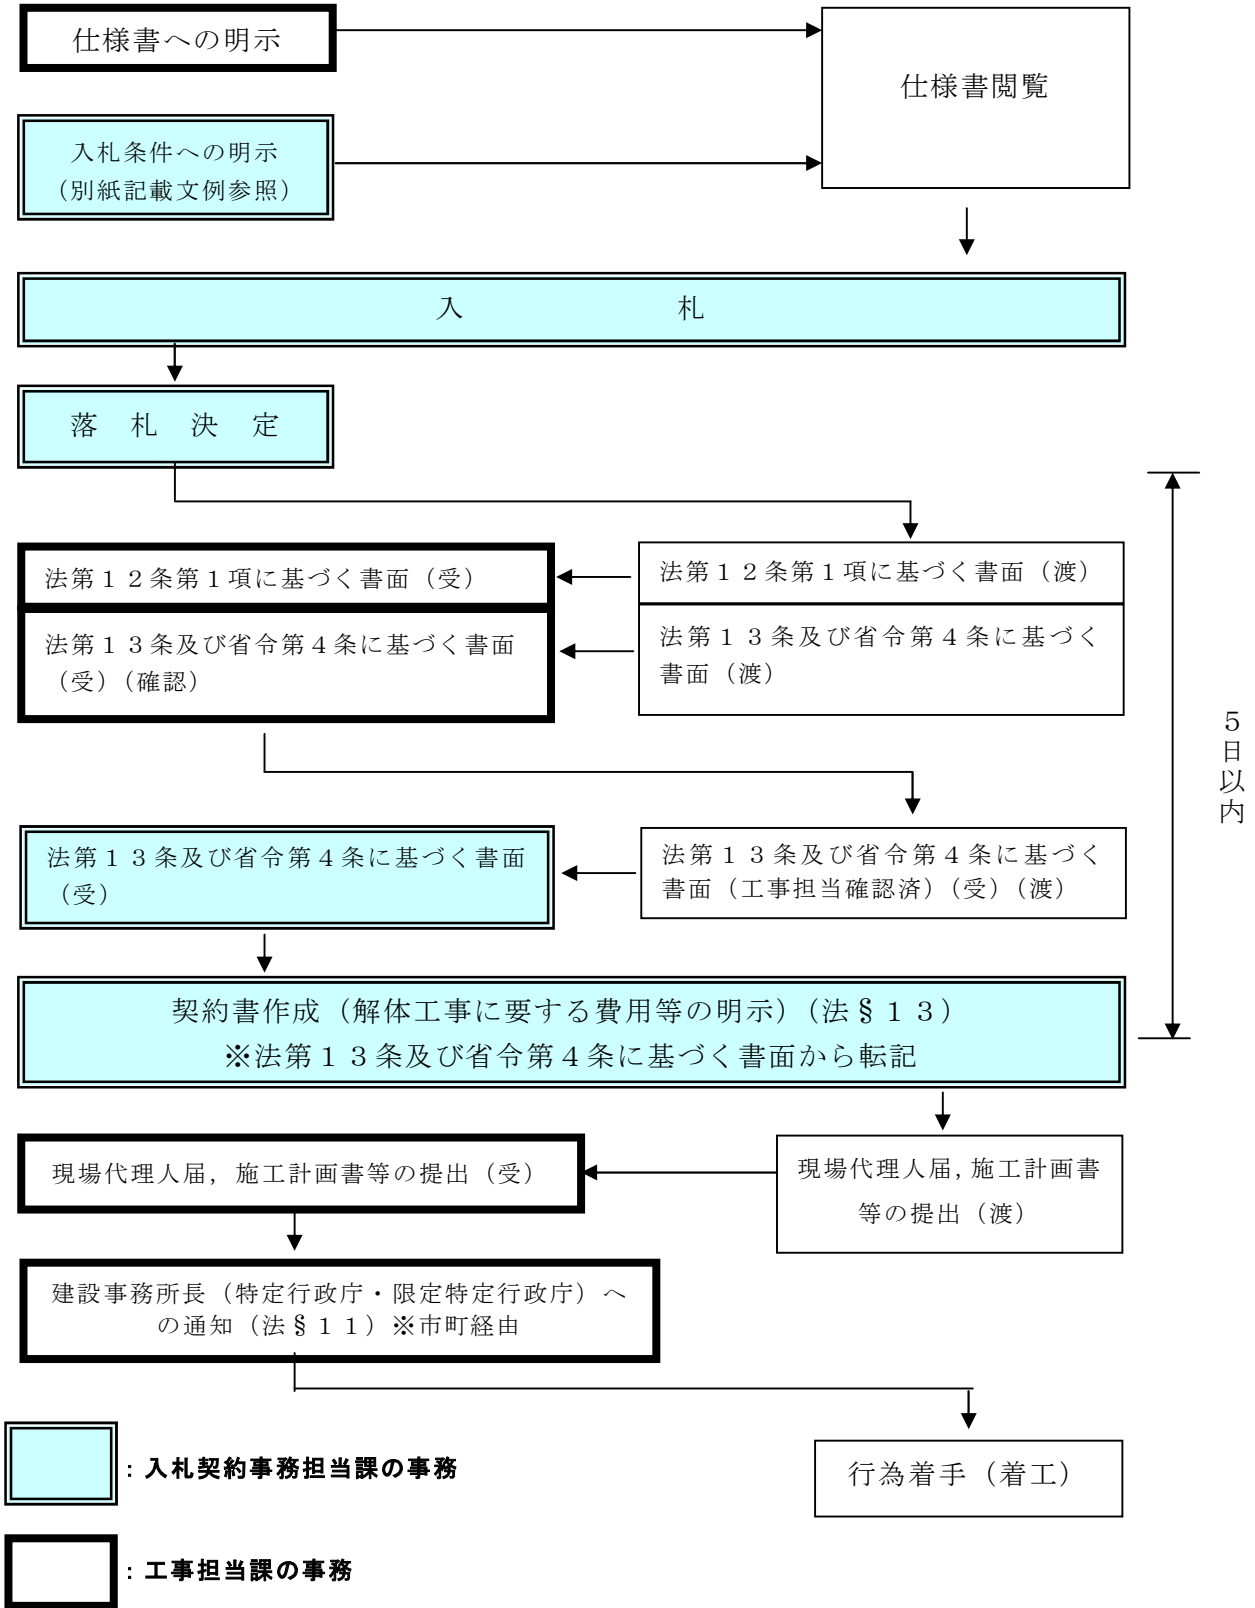 仕様書への明示
仕様書閲覧
入札条件への明示
（別紙記載文例参照）
入　　　　　札
落　札　決　定
法第１２条第１項に基づく書面（受）
法第１２条第１項に基づく書面（渡）
法第１３条及び省令第４条に基づく書面
（受）（確認）
法第１３条及び省令第４条に基づく
書面（渡）
５日以内
法第１３条及び省令第４条に基づく書面
（受）
法第１３条及び省令第４条に基づく
書面（工事担当確認済）（受）（渡）
契約書作成（解体工事に要する費用等の明示）（法§１３）
※法第１３条及び省令第４条に基づく書面から転記
現場代理人届，施工計画書等の提出（受）
現場代理人届，施工計画書
等の提出（渡）
建設事務所長（特定行政庁・限定特定行政庁）へ
の通知（法§１１）※市町経由
：入札契約事務担当課の事務
行為着手（着工）
：工事担当課の事務